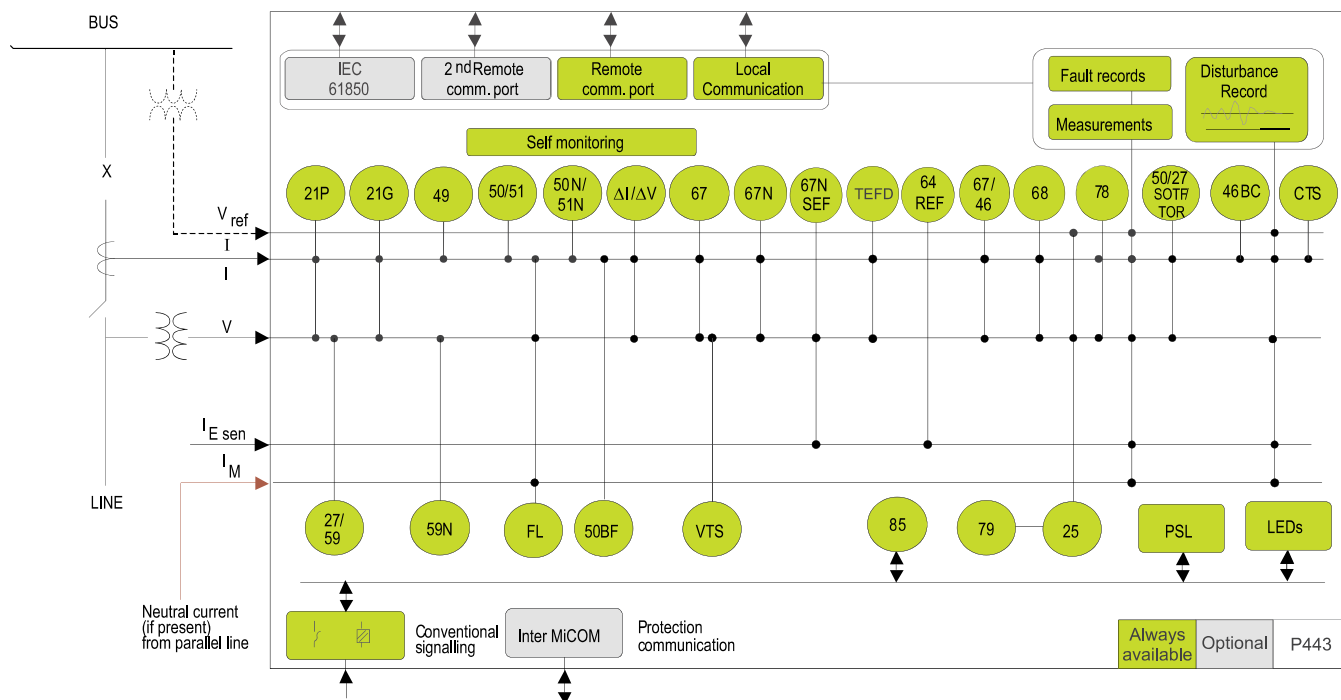 BUS
IEC
61850
2nd Remote
comm. port
Remote
comm. port
Local
Communication
Fault records
Measurements
Disturbance
Record
Self monitoring
X
21P
21G
49
50/51
50N/
51N
ΔI/ΔV
67
67N
67N
SEF
TEFD
64
REF
67/
46
68
78
50/27
SOTF/
TOR
46BC
CTS
Vref
I
I
V
IE sen
IM
LINE
27/
59
59N
FL
50BF
VTS
85
79
25
PSL
LEDs
Neutral current
(if present)
from parallel line
Conventional
signalling
Inter MiCOM
Protection
communication
Always
available
Optional
P443